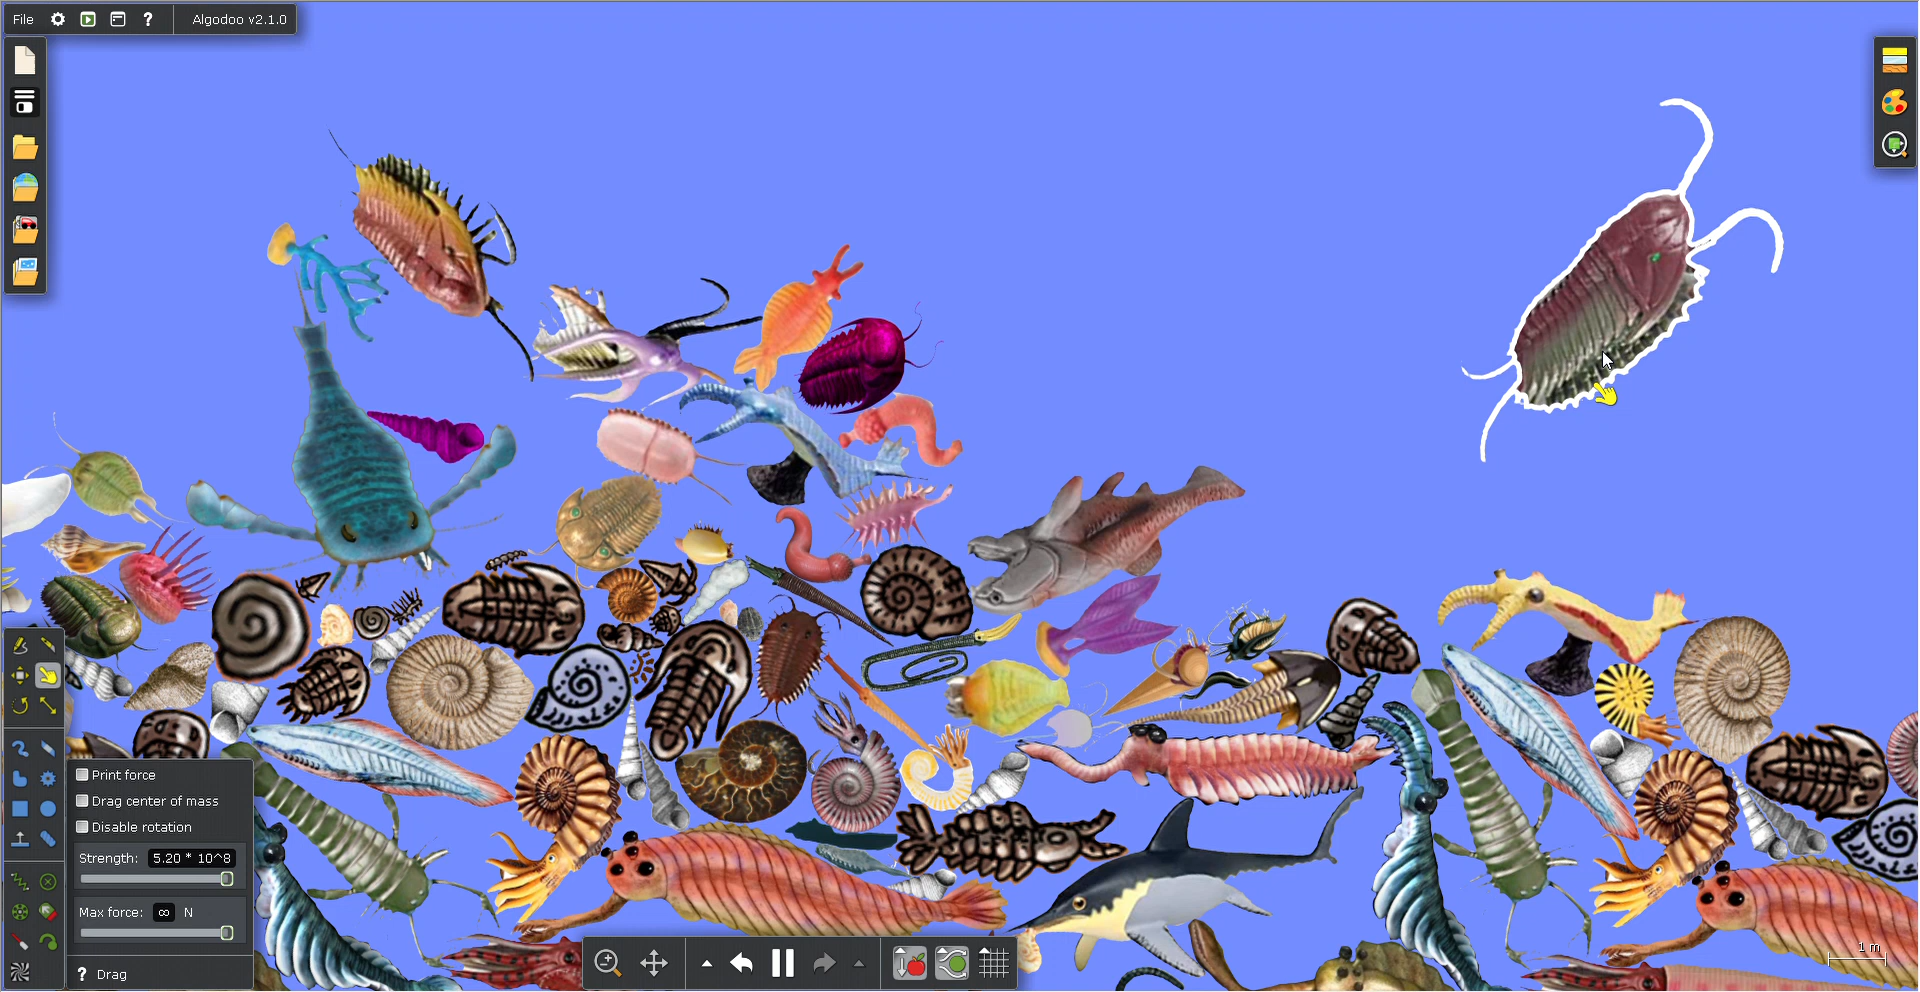 File ? Algodoo v2.1.0
Print force
Drag center of mass
Disable rotation
Strength: 5.20 * 10^8
Max force: ∞ N
? Drag
1 m